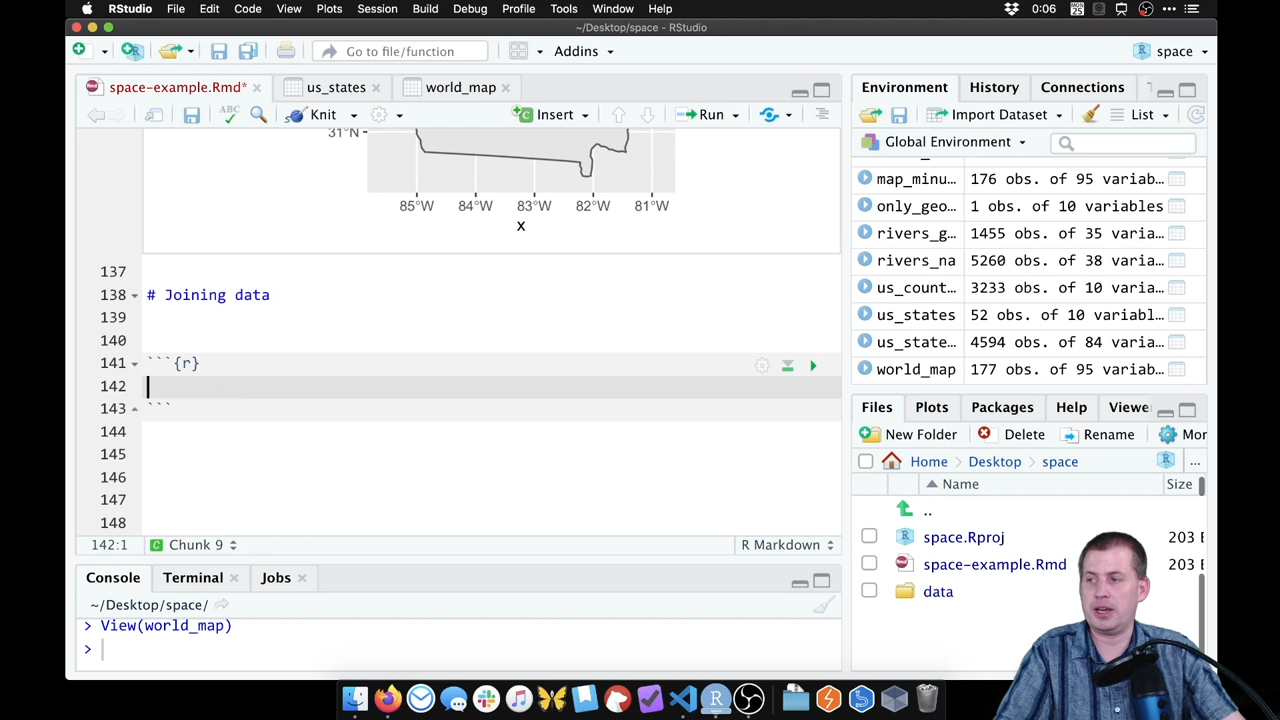 RStudio File Edit Code View Plots Session Build Debug Profile Tools Window Help 0:06 MON 25
~/Desktop/space - RStudio
Go to file/function Addins space
space-example.Rmd* us_states world_map
ABC Knit Insert Run
31°N
85°W 84°W 83°W 82°W 81°W
x
137
138 # Joining data
139
140
141 ```{r}
142
143 ```
144
145
146
147
148
142:1 Chunk 9 R Markdown
Console Terminal Jobs
~/Desktop/space/
> View(world_map)
>
Environment History Connections
Import Dataset List
Global Environment
map_minu… 176 obs. of 95 variab…
only_geo… 1 obs. of 10 variables
rivers_g… 1455 obs. of 35 varia…
rivers_na 5260 obs. of 38 varia…
us_count… 3233 obs. of 10 varia…
us_states 52 obs. of 10 variabl…
us_state… 4594 obs. of 84 varia…
world_map 177 obs. of 95 variab…
Files Plots Packages Help Viewe
New Folder Delete Rename Mor
Home Desktop space R ...
Name Size
..
space.Rproj 203
space-example.Rmd 203
data